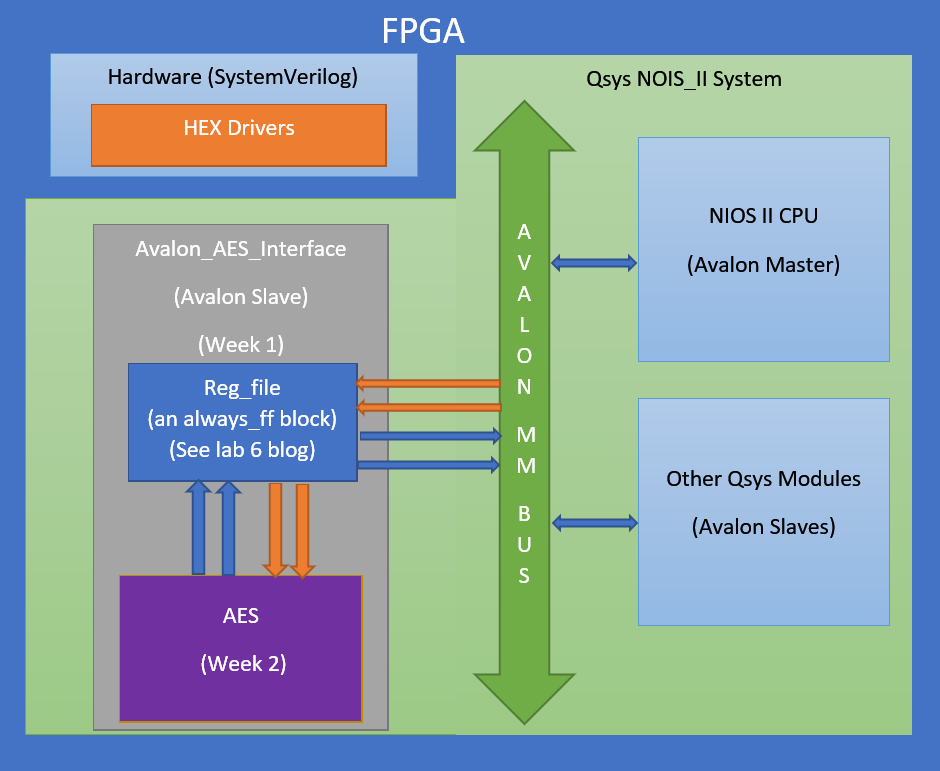 FPGA
Hardware (SystemVerilog)
HEX Drivers
Qsys NOIS_II System
Avalon_AES_Interface
(Avalon Slave)
(Week 1)
Reg_file
(an always_ff block)
(See lab 6 blog)
AES
(Week 2)
A
V
A
L
O
N
M
M
B
U
S
NIOS II CPU
(Avalon Master)
Other Qsys Modules
(Avalon Slaves)